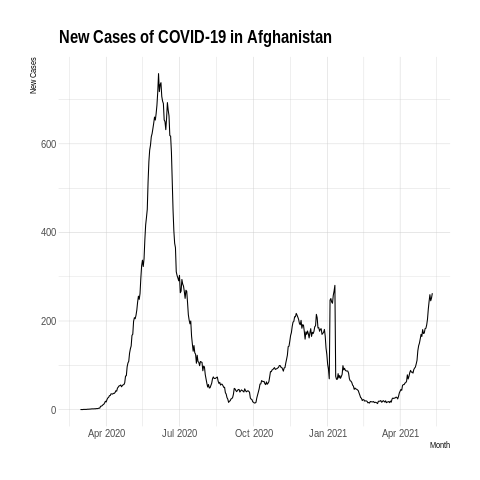 New Cases of COVID-19 in Afghanistan
New Cases
600
400
200
0
Apr 2020 Jul 2020 Oct 2020 Jan 2021 Apr 2021
Month